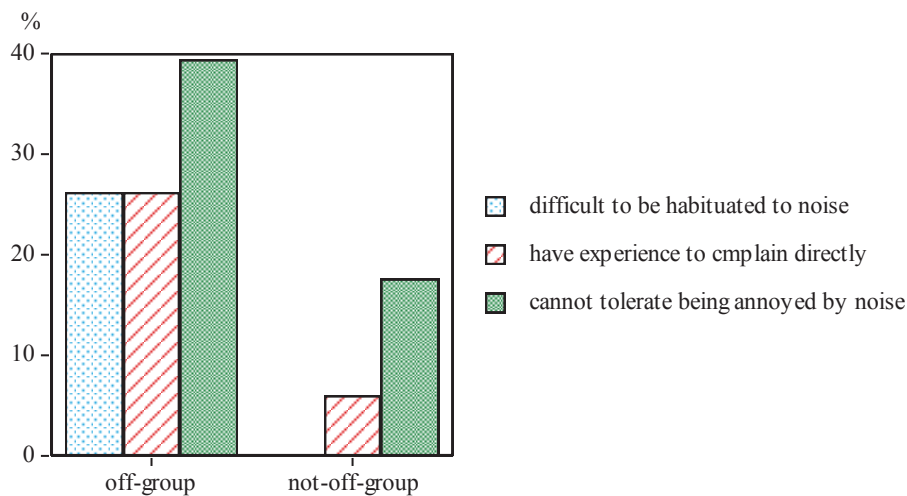 %
40
30
20
10
0
off-group
not-off-group
difficult to be habituated to noise
have experience to cmplain directly
cannot tolerate being annoyed by noise